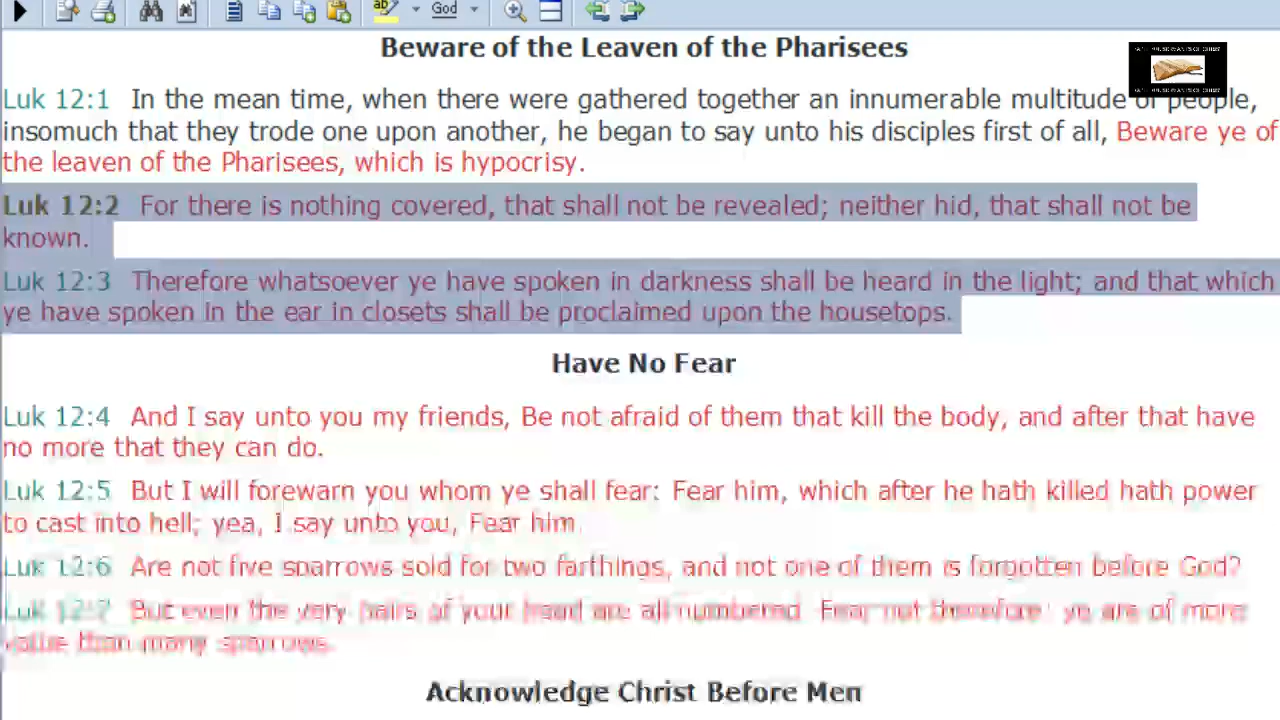 God
Beware of the Leaven of the Pharisees
Luk 12:1 In the mean time, when there were gathered together an innumerable multitude of people,
insomuch that they trode one upon another, he began to say unto his disciples first of all, Beware ye of
the leaven of the Pharisees, which is hypocrisy.
Luk 12:2 For there is nothing covered, that shall not be revealed; neither hid, that shall not be
known.
Luk 12:3 Therefore whatsoever ye have spoken in darkness shall be heard in the light; and that which
ye have spoken in the ear in closets shall be proclaimed upon the housetops.
Have No Fear
Luk 12:4 And I say unto you my friends, Be not afraid of them that kill the body, and after that have
no more that they can do.
Luk 12:5 But I will forewarn you whom ye shall fear: Fear him, which after he hath killed hath power
to cast into hell; yea, I say unto you, Fear him.
Luk 12:6 Are not five sparrows sold for two farthings, and not one of them is forgotten before God?
Luk 12:7 But even the very hairs of your head are all numbered. Fear not therefore: ye are of more
value than many sparrows.
Acknowledge Christ Before Men